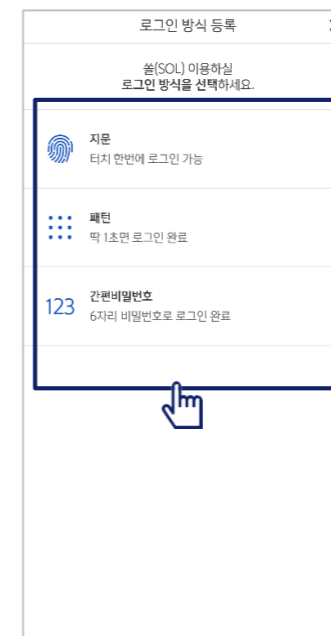 로그인 방식 등록
쏠(SOL) 이용하실
로그인 방식을 선택하세요.
지문
터치 한번에 로그인 가능
패턴
딱 1초면 로그인 완료
123
간편비밀번호
6자리 비밀번호로 로그인 완료